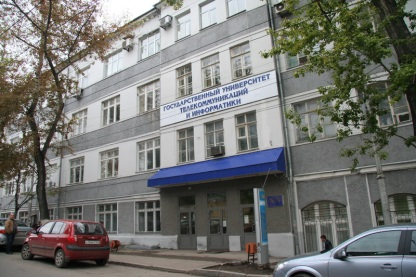 ГОСУДАРСТВЕННЫЙ УНИВЕРСИТЕТ
ТЕЛЕКОММУНИКАЦИЙ
И ИНФОРМАТИКИ